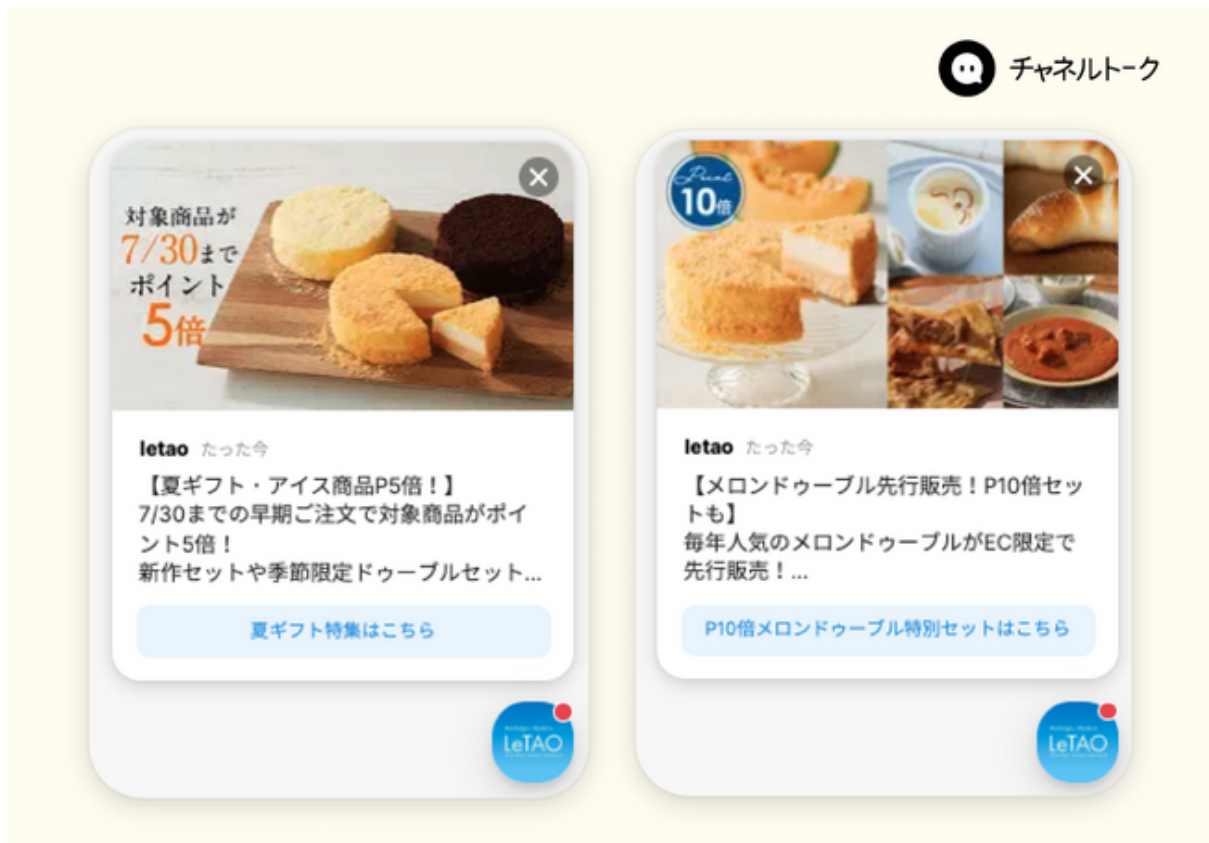 チャネルトーク
対象商品が
7/30まで
ポイント
5倍
letao たった今
【夏ギフト・アイス商品P5倍！】
7/30までの早期ご注文で対象商品がポイ
ント5倍！
新作セットや季節限定ドゥーブルセット...
夏ギフト特集はこちら
LeTAO
Point
10倍
letao たった今
【メロンドゥーブル先行販売！P10倍セッ
トも】
毎年人気のメロンドゥーブルがEC限定で
先行販売！...
P10倍メロンドゥーブル特別セットはこちら
LeTAO